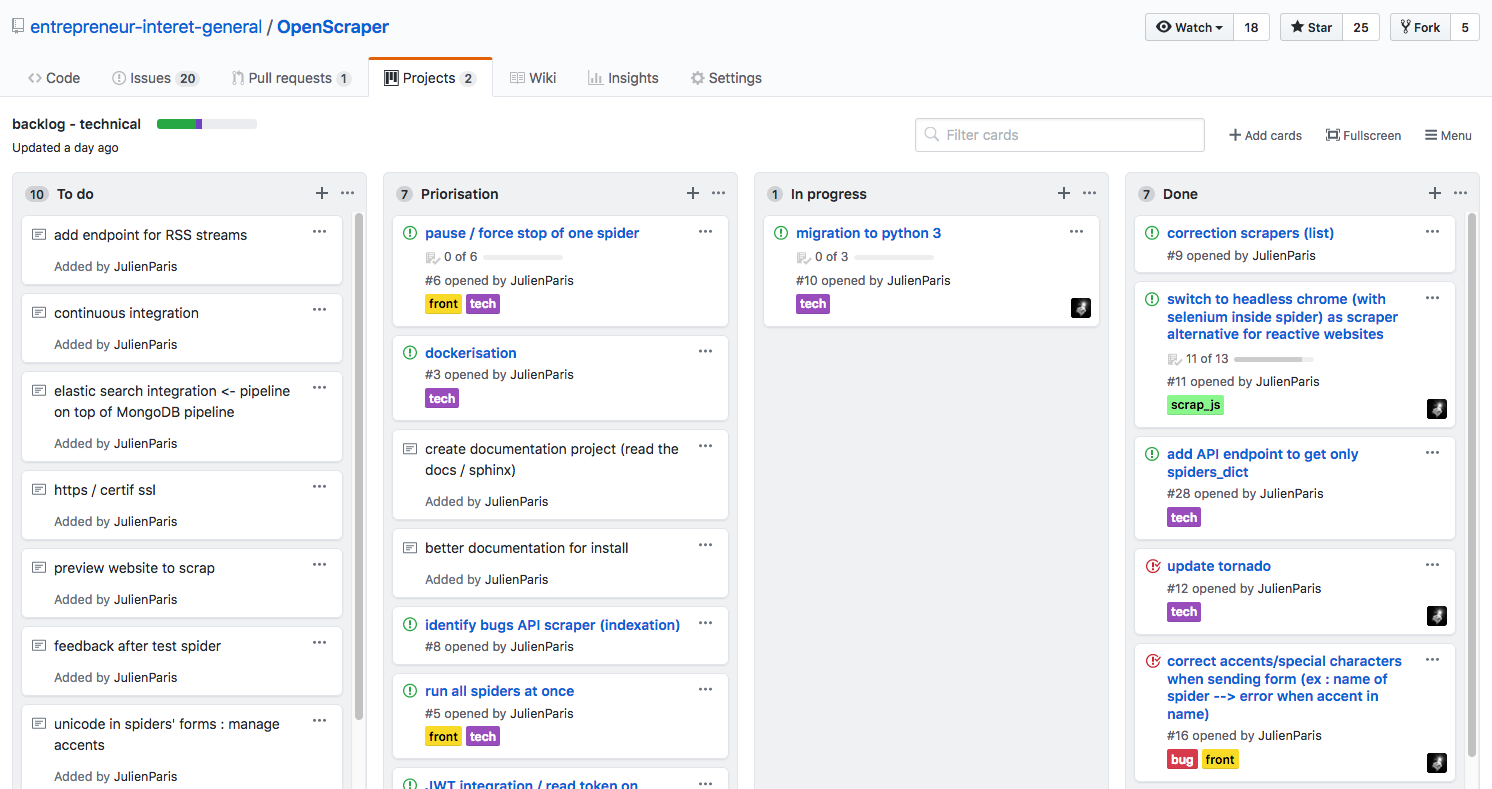 entrepreneur-interet-general / OpenScraper
Watch 18
Star 25
Fork 5
Code
Issues 20
Pull requests 1
Projects 2
Wiki
Insights
Settings
backlog - technical
Updated a day ago
Filter cards
Add cards
Fullscreen
Menu
10 To do
add endpoint for RSS streams
Added by JulienParis
continuous integration
Added by JulienParis
elastic search integration <- pipeline
on top of MongoDB pipeline
Added by JulienParis
https / certif ssl
Added by JulienParis
preview website to scrap
Added by JulienParis
feedback after test spider
Added by JulienParis
unicode in spiders' forms : manage
accents
Added by JulienParis
7 Priorisation
pause / force stop of one spider
0 of 6
#6 opened by JulienParis
front tech
dockerisation
#3 opened by JulienParis
tech
create documentation project (read the
docs / sphinx)
Added by JulienParis
better documentation for install
Added by JulienParis
identify bugs API scraper (indexation)
#8 opened by JulienParis
run all spiders at once
#5 opened by JulienParis
front tech
JWT integration / read token on
1 In progress
migration to python 3
0 of 3
#10 opened by JulienParis
tech
7 Done
correction scrapers (list)
#9 opened by JulienParis
switch to headless chrome (with
selenium inside spider) as scraper
alternative for reactive websites
11 of 13
#11 opened by JulienParis
scrap_js
add API endpoint to get only
spiders_dict
#28 opened by JulienParis
tech
update tornado
#12 opened by JulienParis
tech
correct accents/special characters
when sending form (ex : name of
spider --> error when accent in
name)
#16 opened by JulienParis
bug front